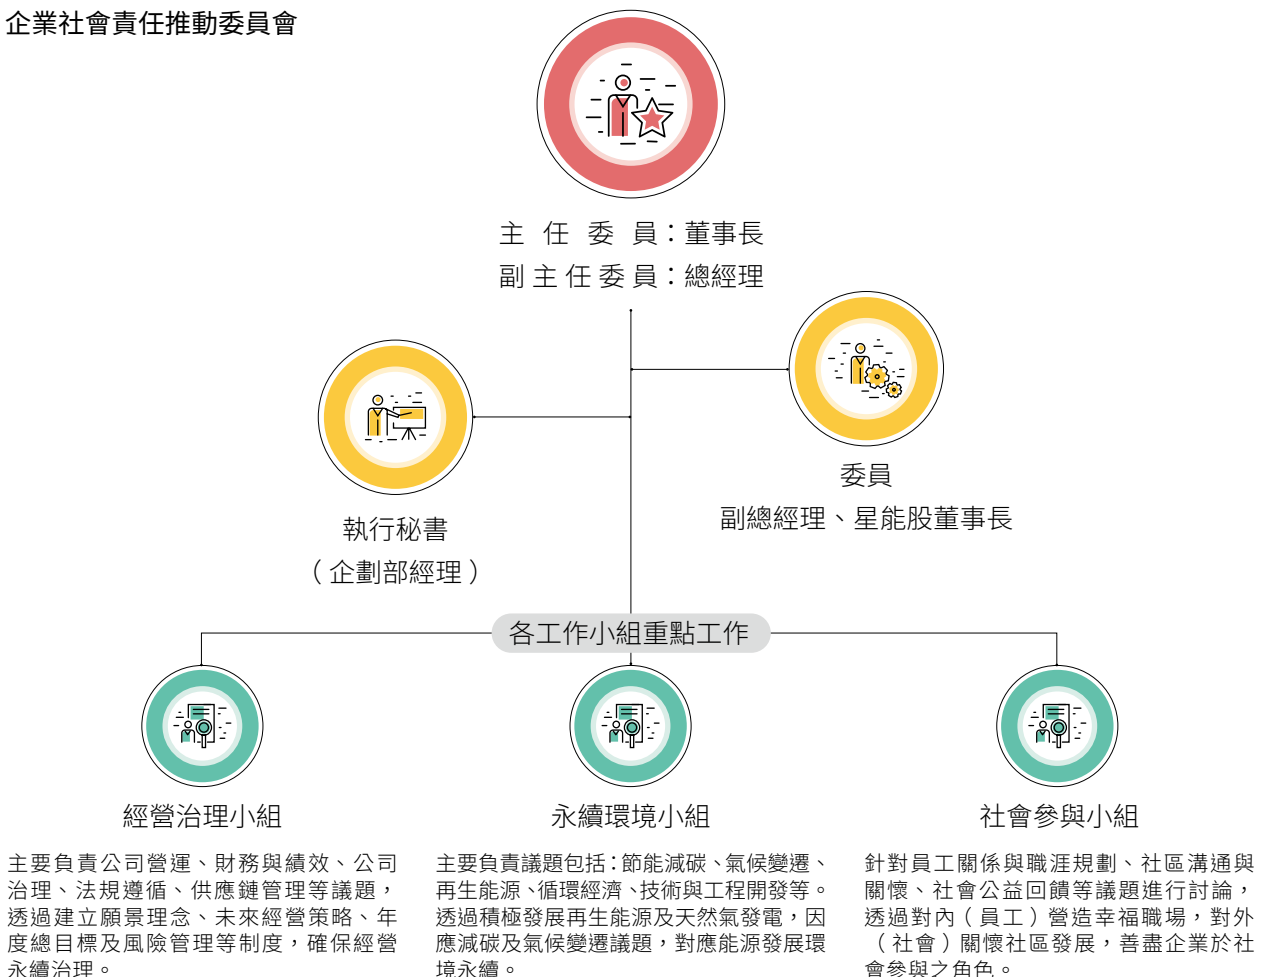 企業社會責任推動委員會
主任委員：董事長
副主任委員：總經理
執行秘書
（企劃部經理）
委員
副總經理、星能股董事長
各工作小組重點工作
經營治理小組
主要負責公司營運、財務與績效、公司
治理、法規遵循、供應鏈管理等議題，
透過建立願景理念、未來經營策略、年
度總目標及風險管理等制度，確保經營
永續治理。
永續環境小組
主要負責議題包括：節能減碳、氣候變遷、
再生能源、循環經濟、技術與工程開發等。
透過積極發展再生能源及天然氣發電，因
應減碳及氣候變遷議題，對應能源發展環
境永續。
社會參與小組
針對員工關係與職涯規劃、社區溝通與
關懷、社會公益回饋等議題進行討論，
透過對內（員工）營造幸福職場，對外
（社會）關懷社區發展，善盡企業於社
會參與之角色。